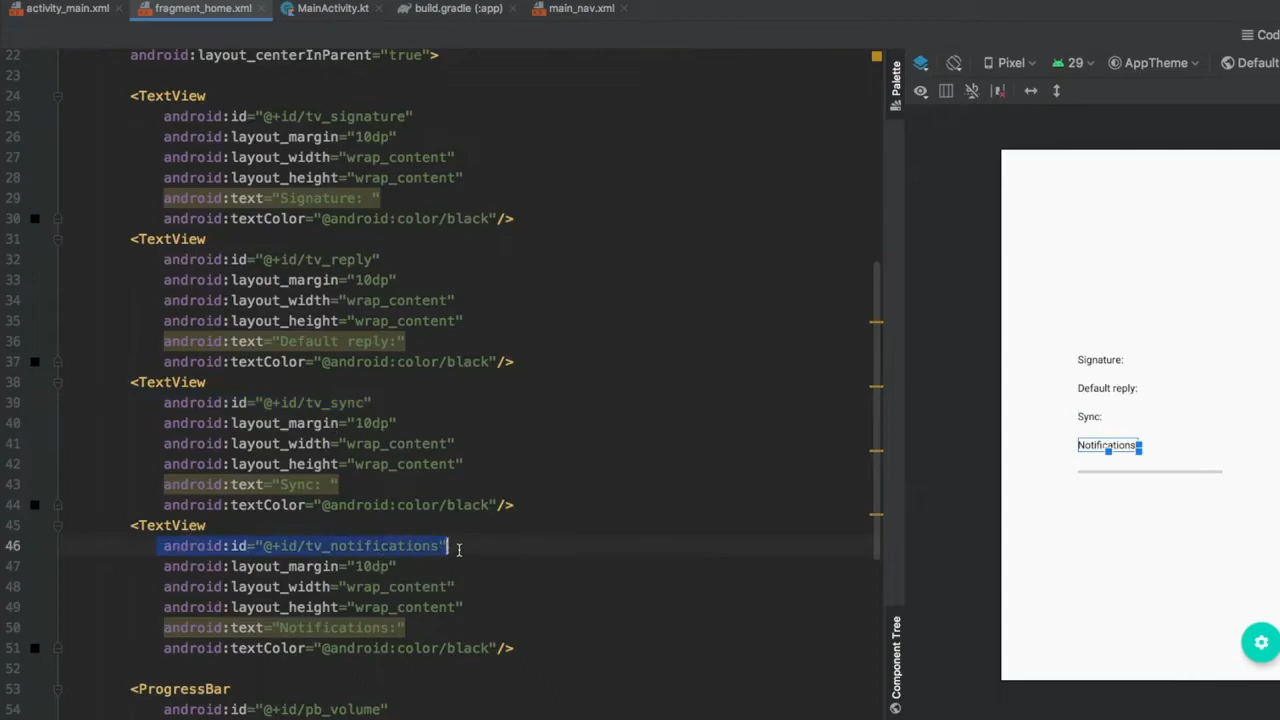 activity_main.xml fragment_home.xml MainActivity.kt build.gradle (:app) main_nav.xml
Cod
Pixel 29 AppTheme Default
Palette
22 android:layout_centerInParent="true">
23
24 <TextView
25 android:id="@+id/tv_signature"
26 android:layout_margin="10dp"
27 android:layout_width="wrap_content"
28 android:layout_height="wrap_content"
29 android:text="Signature: "
30 android:textColor="@android:color/black"/>
31 <TextView
32 android:id="@+id/tv_reply"
33 android:layout_margin="10dp"
34 android:layout_width="wrap_content"
35 android:layout_height="wrap_content"
36 android:text="Default reply:"
37 android:textColor="@android:color/black"/>
38 <TextView
39 android:id="@+id/tv_sync"
40 android:layout_margin="10dp"
41 android:layout_width="wrap_content"
42 android:layout_height="wrap_content"
43 android:text="Sync: "
44 android:textColor="@android:color/black"/>
45 <TextView
46 android:id="@+id/tv_notifications"
47 android:layout_margin="10dp"
48 android:layout_width="wrap_content"
49 android:layout_height="wrap_content"
50 android:text="Notifications:"
51 android:textColor="@android:color/black"/>
52
53 <ProgressBar
54 android:id="@+id/pb_volume"
Component Tree
Signature:
Default reply:
Sync:
Notifications